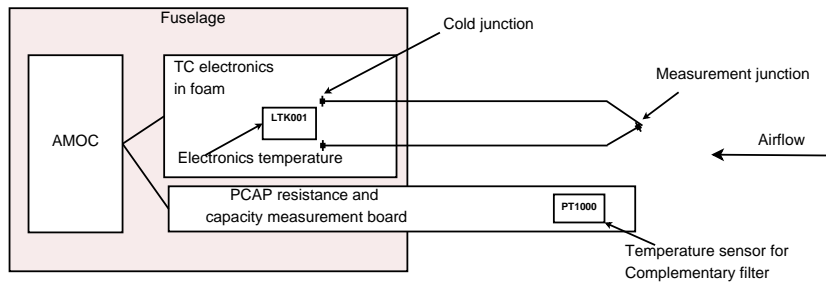 Fuselage
Cold junction
TC electronics
in foam
Measurement junction
LTK001
AMOC
Airflow
Electronics temperature
PCAP resistance and
capacity measurement board
PT1000
Temperature sensor for
Complementary filter